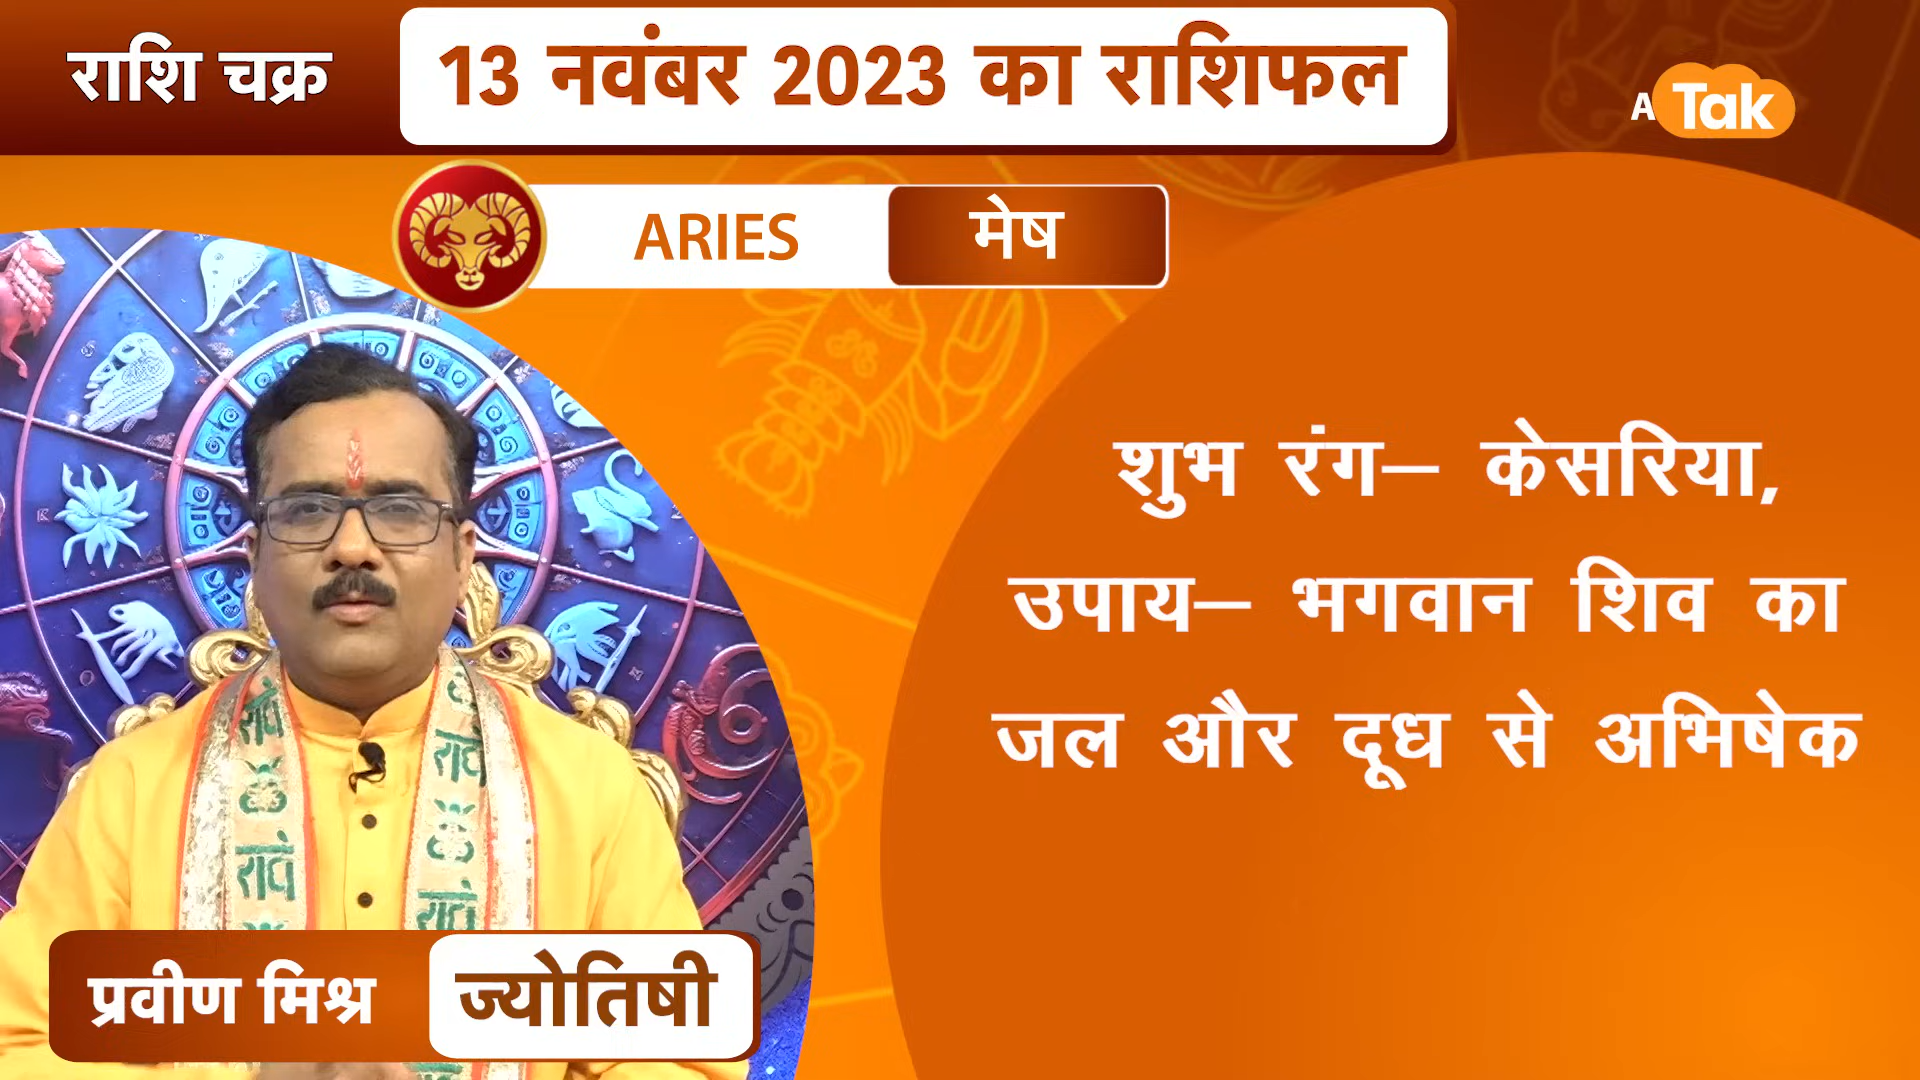 राशि चक्र
13 नवंबर 2023 का राशिफल
A Tak
ARIES
मेष
शुभ रंग– केसरिया,
उपाय– भगवान शिव का
जल और दूध से अभिषेक
राधे
राधे
राधे
राधे
प्रवीण मिश्र
ज्योतिषी